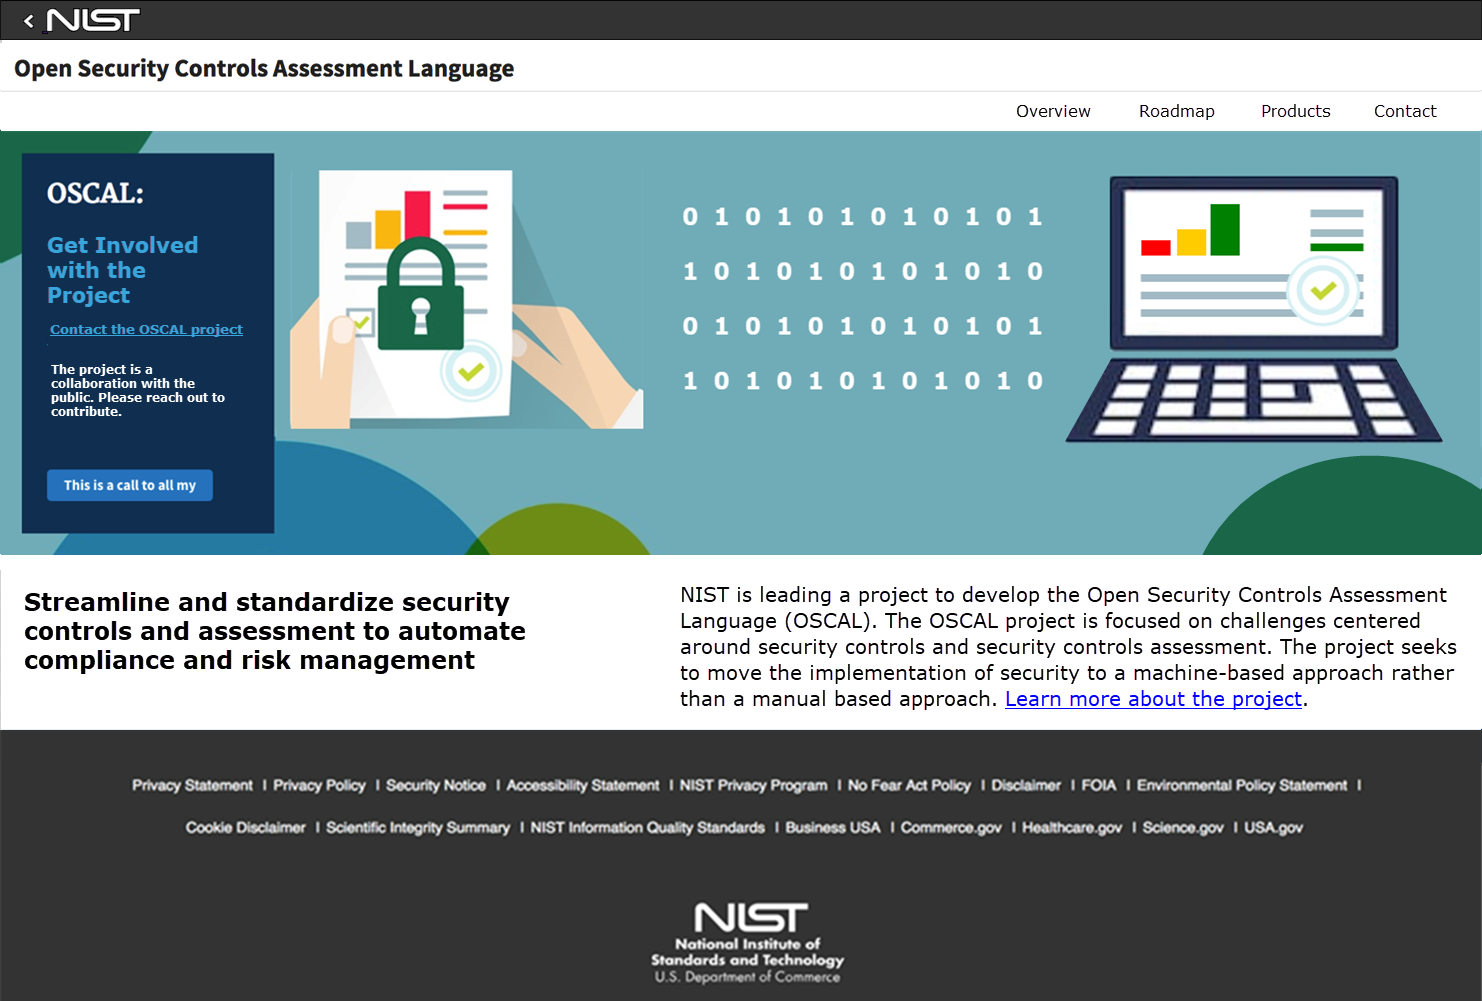 < NIST
Open Security Controls Assessment Language
Overview Roadmap Products Contact
OSCAL:
Get Involved
with the
Project
Contact the OSCAL project
The project is a
collaboration with the
public. Please reach out to
contribute.
This is a call to all my
0 1 0 1 0 1 0 1 0 1 0 1
1 0 1 0 1 0 1 0 1 0 1 0
0 1 0 1 0 1 0 1 0 1 0 1
1 0 1 0 1 0 1 0 1 0 1 0
Streamline and standardize security
controls and assessment to automate
compliance and risk management
NIST is leading a project to develop the Open Security Controls Assessment
Language (OSCAL). The OSCAL project is focused on challenges centered
around security controls and security controls assessment. The project seeks
to move the implementation of security to a machine-based approach rather
than a manual based approach. Learn more about the project.
Privacy Statement | Privacy Policy | Security Notice | Accessibility Statement | NIST Privacy Program | No Fear Act Policy | Disclaimer | FOIA | Environmental Policy Statement |
Cookie Disclaimer | Scientific Integrity Summary | NIST Information Quality Standards | Business USA | Commerce.gov | Healthcare.gov | Science.gov | USA.gov
NIST
National Institute of
Standards and Technology
U.S. Department of Commerce